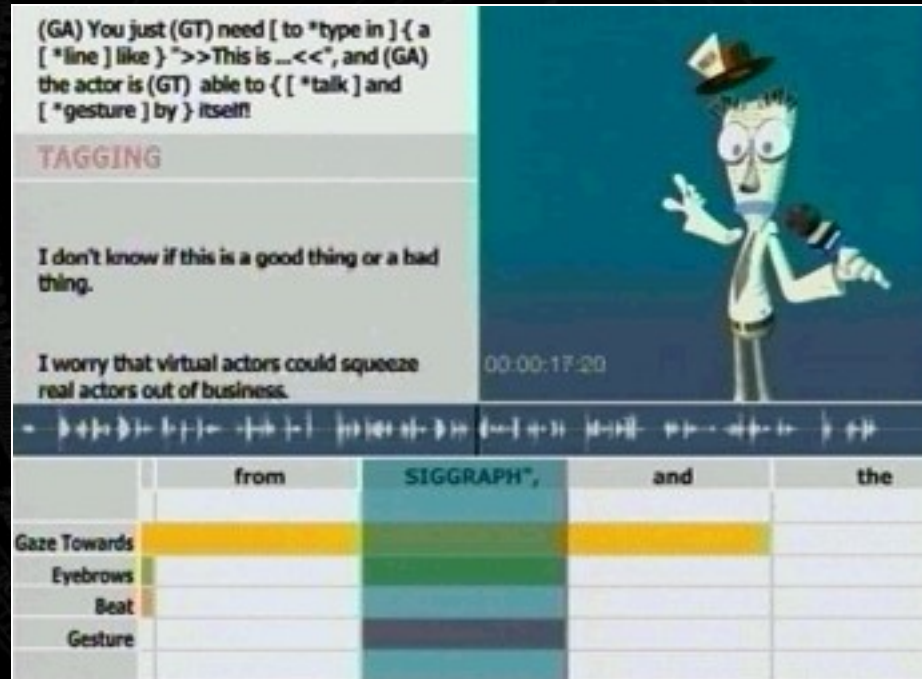 (GA) You just (GT) need [ to *type in ] { a
[ *line ] like } ">>This is ...<<", and (GA)
the actor is (GT) able to { [ *talk ] and
[ *gesture ] by } itself!
TAGGING
I don't know if this is a good thing or a bad
thing.
I worry that virtual actors could squeeze
real actors out of business.
00:00:17:20
from SIGGRAPH", and the
Gaze Towards
Eyebrows
Beat
Gesture